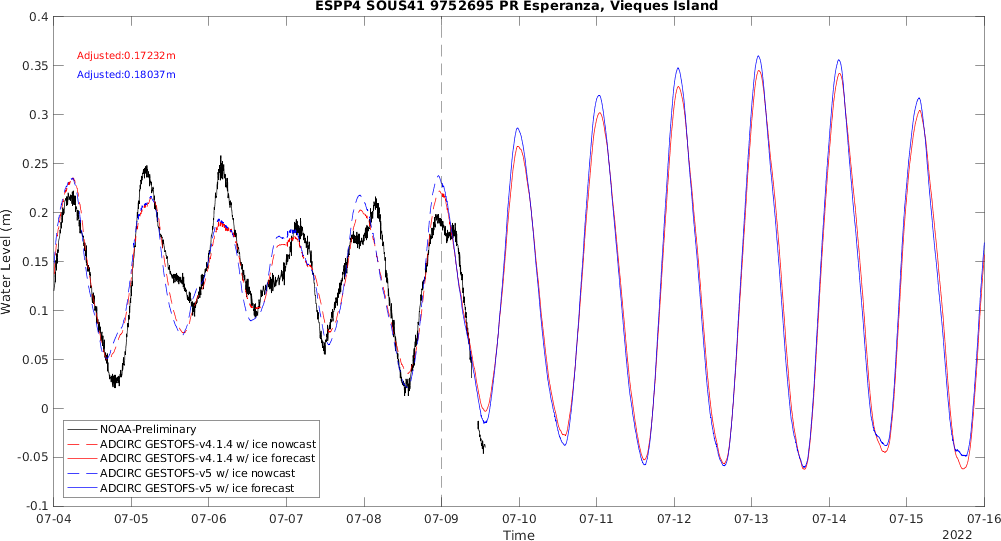 ESPP4 SOUS41 9752695 PR Esperanza, Vieques Island
Adjusted:0.17232m
Adjusted:0.18037m
Water Level (m)
0.4
0.35
0.3
0.25
0.2
0.15
0.1
0.05
0
-0.05
-0.1
NOAA-Preliminary
ADCIRC GESTOFS-v4.1.4 w/ ice nowcast
ADCIRC GESTOFS-v4.1.4 w/ ice forecast
ADCIRC GESTOFS-v5 w/ ice nowcast
ADCIRC GESTOFS-v5 w/ ice forecast
07-04 07-05 07-06 07-07 07-08 07-09 07-10 07-11 07-12 07-13 07-14 07-15 07-16
Time
2022